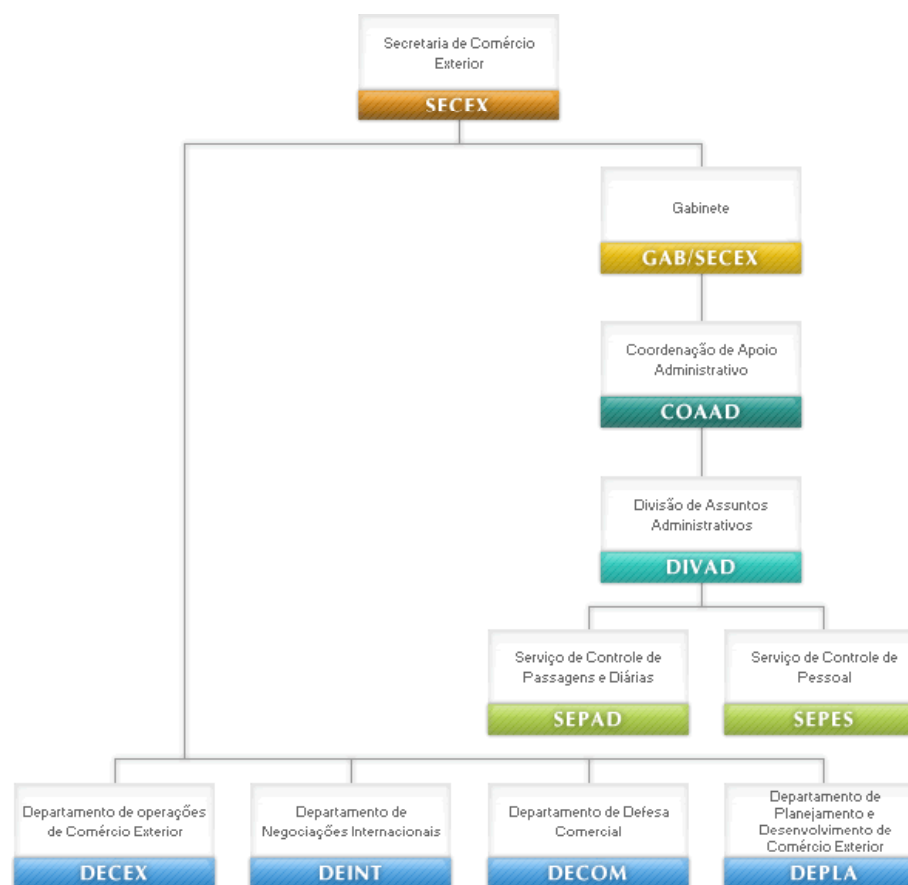 Secretaria de Comércio
Exterior
SECEX
Gabinete
GAB/SECEX
Coordenação de Apoio
Administrativo
COAAD
Divisão de Assuntos
Administrativos
DIVAD
Serviço de Controle de
Passagens e Diárias
SEPAD
Serviço de Controle de
Pessoal
SEPES
Departamento de operações
de Comércio Exterior
DECEX
Departamento de
Negociações Internacionais
DEINT
Departamento de Defesa
Comercial
DECOM
Departamento de
Planejamento e
Desenvolvimento de
Comércio Exterior
DEPLA